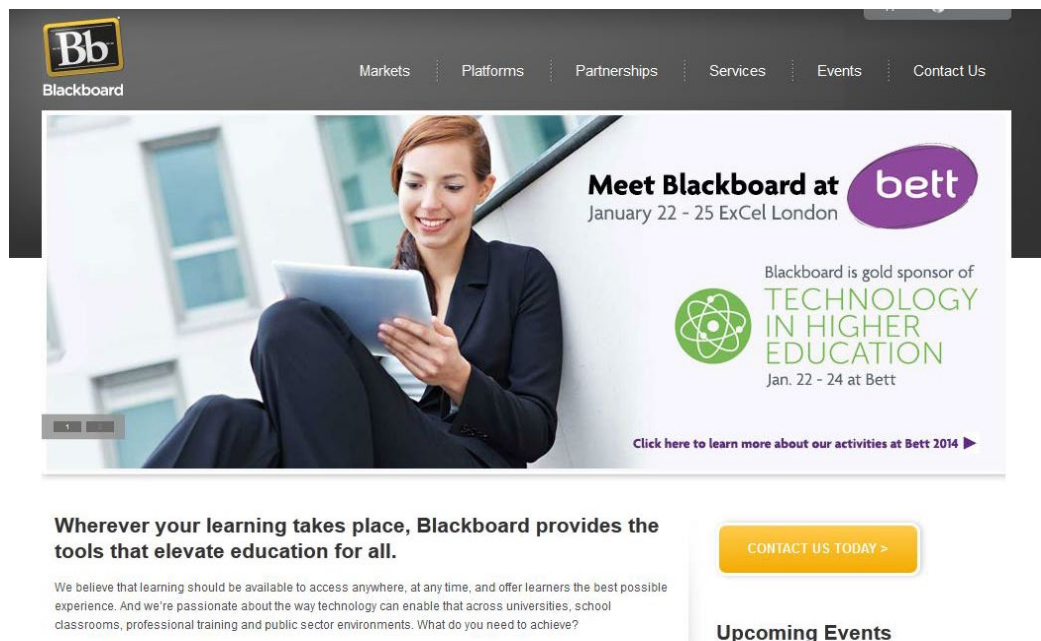 Bb
Blackboard
Markets
Platforms
Partnerships
Services
Events
Contact Us
Meet Blackboard at
bett
January 22 - 25 ExCel London
Blackboard is gold sponsor of
TECHNOLOGY
IN HIGHER
EDUCATION
Jan. 22 - 24 at Bett
1
Click here to learn more about our activities at Bett 2014
Wherever your learning takes place, Blackboard provides the
tools that elevate education for all.
We believe that learning should be available to access anywhere, at any time, and offer learners the best possible
experience. And we're passionate about the way technology can enable that across universities, school
classrooms, professional training and public sector environments. What do you need to achieve?
CONTACT US TODAY >
Upcoming Events